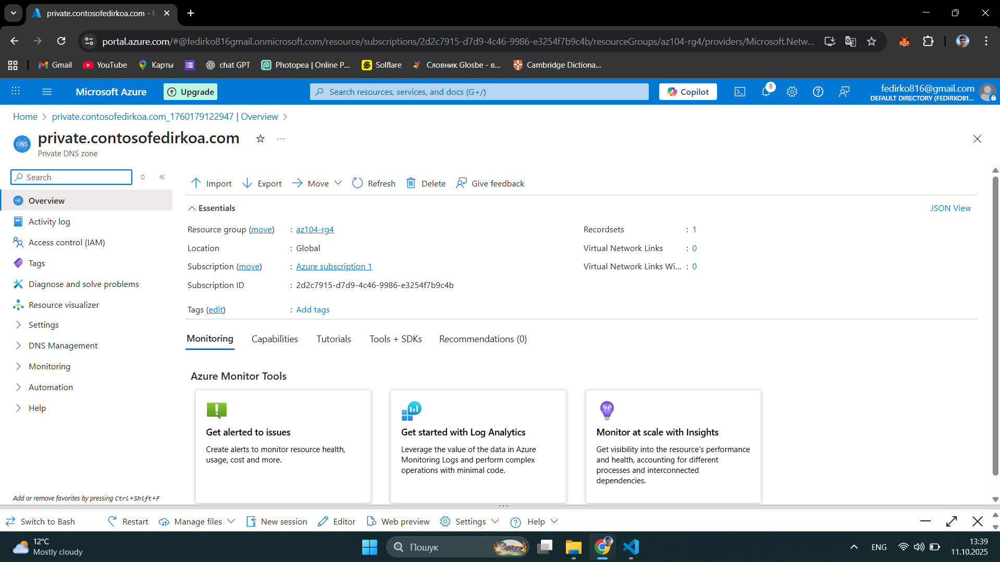 private.contosofedirkoa.com - M
portal.azure.com/#@fedirko816gmail.onmicrosoft.com/resource/subscriptions/2d2c7915-d7d9-4c46-9986-e3254f7b9c4b/resourceGroups/az104-rg4/providers/Microsoft.Netw...
Gmail
YouTube
Карты
chat GPT
Photopea | Online P...
Solflare
Словник Glosbe - в...
Cambridge Dictiona...
Microsoft Azure
Upgrade
Search resources, services, and docs (G+/)
Copilot
8
fedirko816@gmail.com
DEFAULT DIRECTORY (FEDIRKO81...
Home
private.contosofedirkoa.com_1760179122947 | Overview
DNS
private.contosofedirkoa.com
Private DNS zone
Search
Overview
Activity log
Access control (IAM)
Tags
Diagnose and solve problems
Resource visualizer
Settings
DNS Management
Monitoring
Automation
Help
Add or remove favorites by pressing Ctrl+Shift+F
Import
Export
Move
Refresh
Delete
Give feedback
Essentials
JSON View
Resource group (move) : az104-rg4
Location : Global
Subscription (move) : Azure subscription 1
Subscription ID : 2d2c7915-d7d9-4c46-9986-e3254f7b9c4b
Tags (edit) : Add tags
Recordsets : 1
Virtual Network Links : 0
Virtual Network Links Wi... : 0
Monitoring
Capabilities
Tutorials
Tools + SDKs
Recommendations (0)
Azure Monitor Tools
Get alerted to issues
Create alerts to monitor resource health,
usage, cost and more.
Get started with Log Analytics
Leverage the value of the data in Azure
Monitoring Logs and perform complex
operations with minimal code.
Monitor at scale with Insights
Get visibility into the resource's performance
and health, accounting for different
processes and interconnected
dependencies.
Switch to Bash
Restart
Manage files
New session
Editor
Web preview
Settings
Help
12°C
Mostly cloudy
Пошук
ENG
13:39
11.10.2025